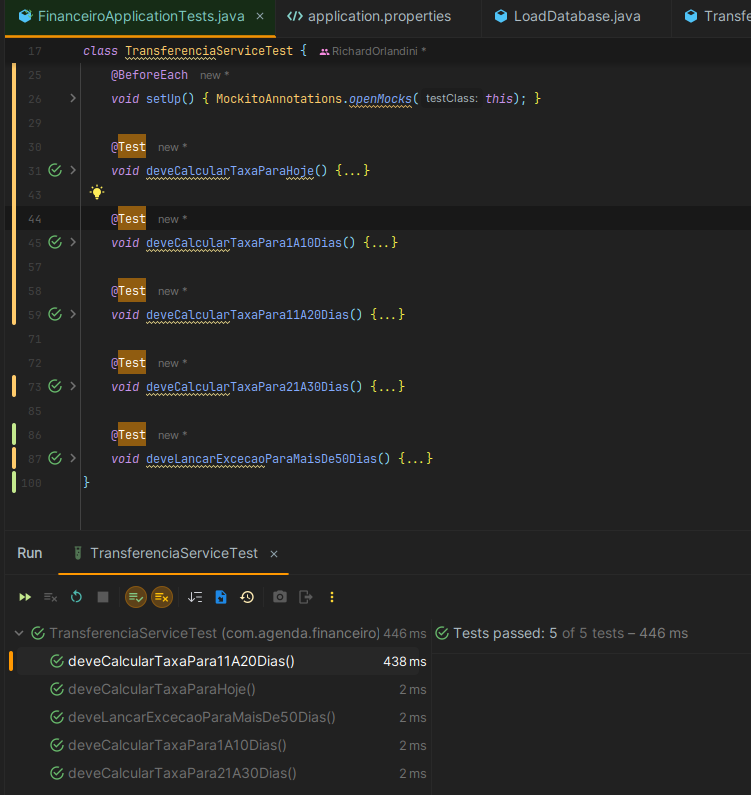 FinanceiroApplicationTests.java × application.properties LoadDatabase.java Transfe
17 class TransferenciaServiceTest { RichardOrlandini *
25 @BeforeEach new *
26 void setUp() { MockitoAnnotations.openMocks( testClass: this); }
29
30 @Test new *
31 void deveCalcularTaxaParaHoje() {...}
43
44 @Test new *
45 void deveCalcularTaxaPara1A10Dias() {...}
57
58 @Test new *
59 void deveCalcularTaxaPara11A20Dias() {...}
71
72 @Test new *
73 void deveCalcularTaxaPara21A30Dias() {...}
85
86 @Test new *
87 void deveLancarExcecaoParaMaisDe50Dias() {...}
100 }
Run TransferenciaServiceTest ×
TransferenciaServiceTest (com.agenda.financeiro) 446 ms Tests passed: 5 of 5 tests – 446 ms
deveCalcularTaxaPara11A20Dias() 438 ms
deveCalcularTaxaParaHoje() 2 ms
deveLancarExcecaoParaMaisDe50Dias() 2 ms
deveCalcularTaxaPara1A10Dias() 2 ms
deveCalcularTaxaPara21A30Dias() 2 ms